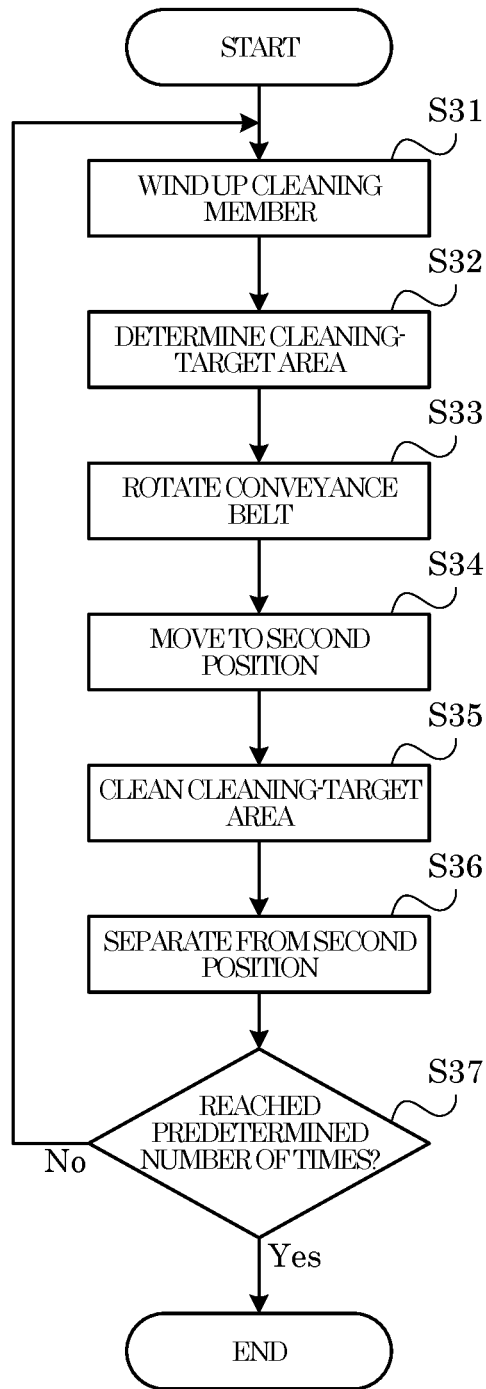 START
S31
WIND UP CLEANING
MEMBER
S32
DETERMINE CLEANING-
TARGET AREA
S33
ROTATE CONVEYANCE
BELT
S34
MOVE TO SECOND
POSITION
S35
CLEAN CLEANING-TARGET
AREA
S36
SEPARATE FROM SECOND
POSITION
S37
REACHED
PREDETERMINED
NUMBER OF TIMES?
No
Yes
END